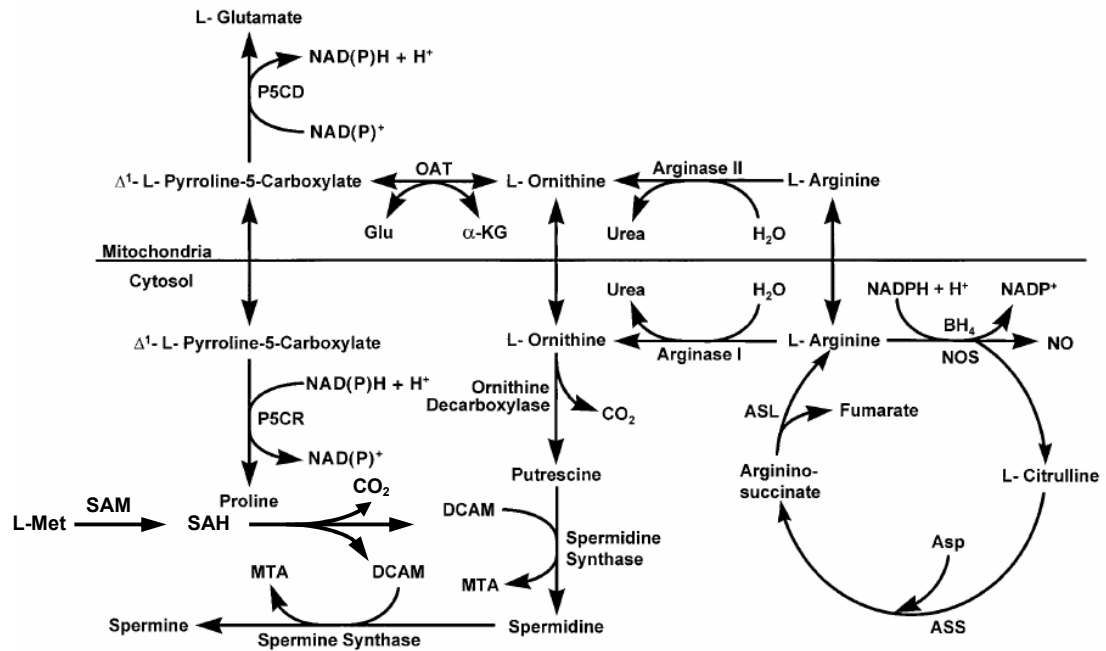 L- Glutamate
NAD(P)H + H⁺
P5CD
NAD(P)⁺
Δ¹- L- Pyrroline-5-Carboxylate
OAT
L- Ornithine
Arginase II
L- Arginine
Glu
α-KG
Urea
H₂O
Mitochondria
Cytosol
Urea
H₂O
NADPH + H⁺
NADP⁺
Δ¹- L- Pyrroline-5-Carboxylate
L- Ornithine
Arginase I
L- Arginine
BH₄
NOS
NO
NAD(P)H + H⁺
P5CR
NAD(P)⁺
Ornithine
Decarboxylase
CO₂
ASL
Fumarate
Proline
Putrescine
Arginino-
succinate
L- Citrulline
L-Met
SAM
SAH
CO₂
DCAM
DCAM
Spermidine
Synthase
MTA
Asp
ASS
MTA
Spermine
Spermine Synthase
Spermidine